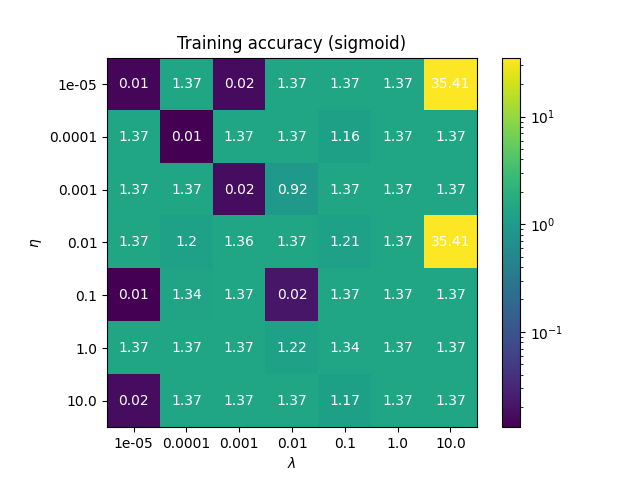 Training accuracy (sigmoid)
1e-05 0.01 1.37 0.02 1.37 1.37 1.37 35.41
0.0001 1.37 0.01 1.37 1.37 1.16 1.37 1.37
0.001 1.37 1.37 0.02 0.92 1.37 1.37 1.37
0.01 1.37 1.2 1.36 1.37 1.21 1.37 35.41
0.1 0.01 1.34 1.37 0.02 1.37 1.37 1.37
1.0 1.37 1.37 1.37 1.22 1.34 1.37 1.37
10.0 0.02 1.37 1.37 1.37 1.17 1.37 1.37
1e-05 0.0001 0.001 0.01 0.1 1.0 10.0
λ
η
10¹
10⁰
10⁻¹